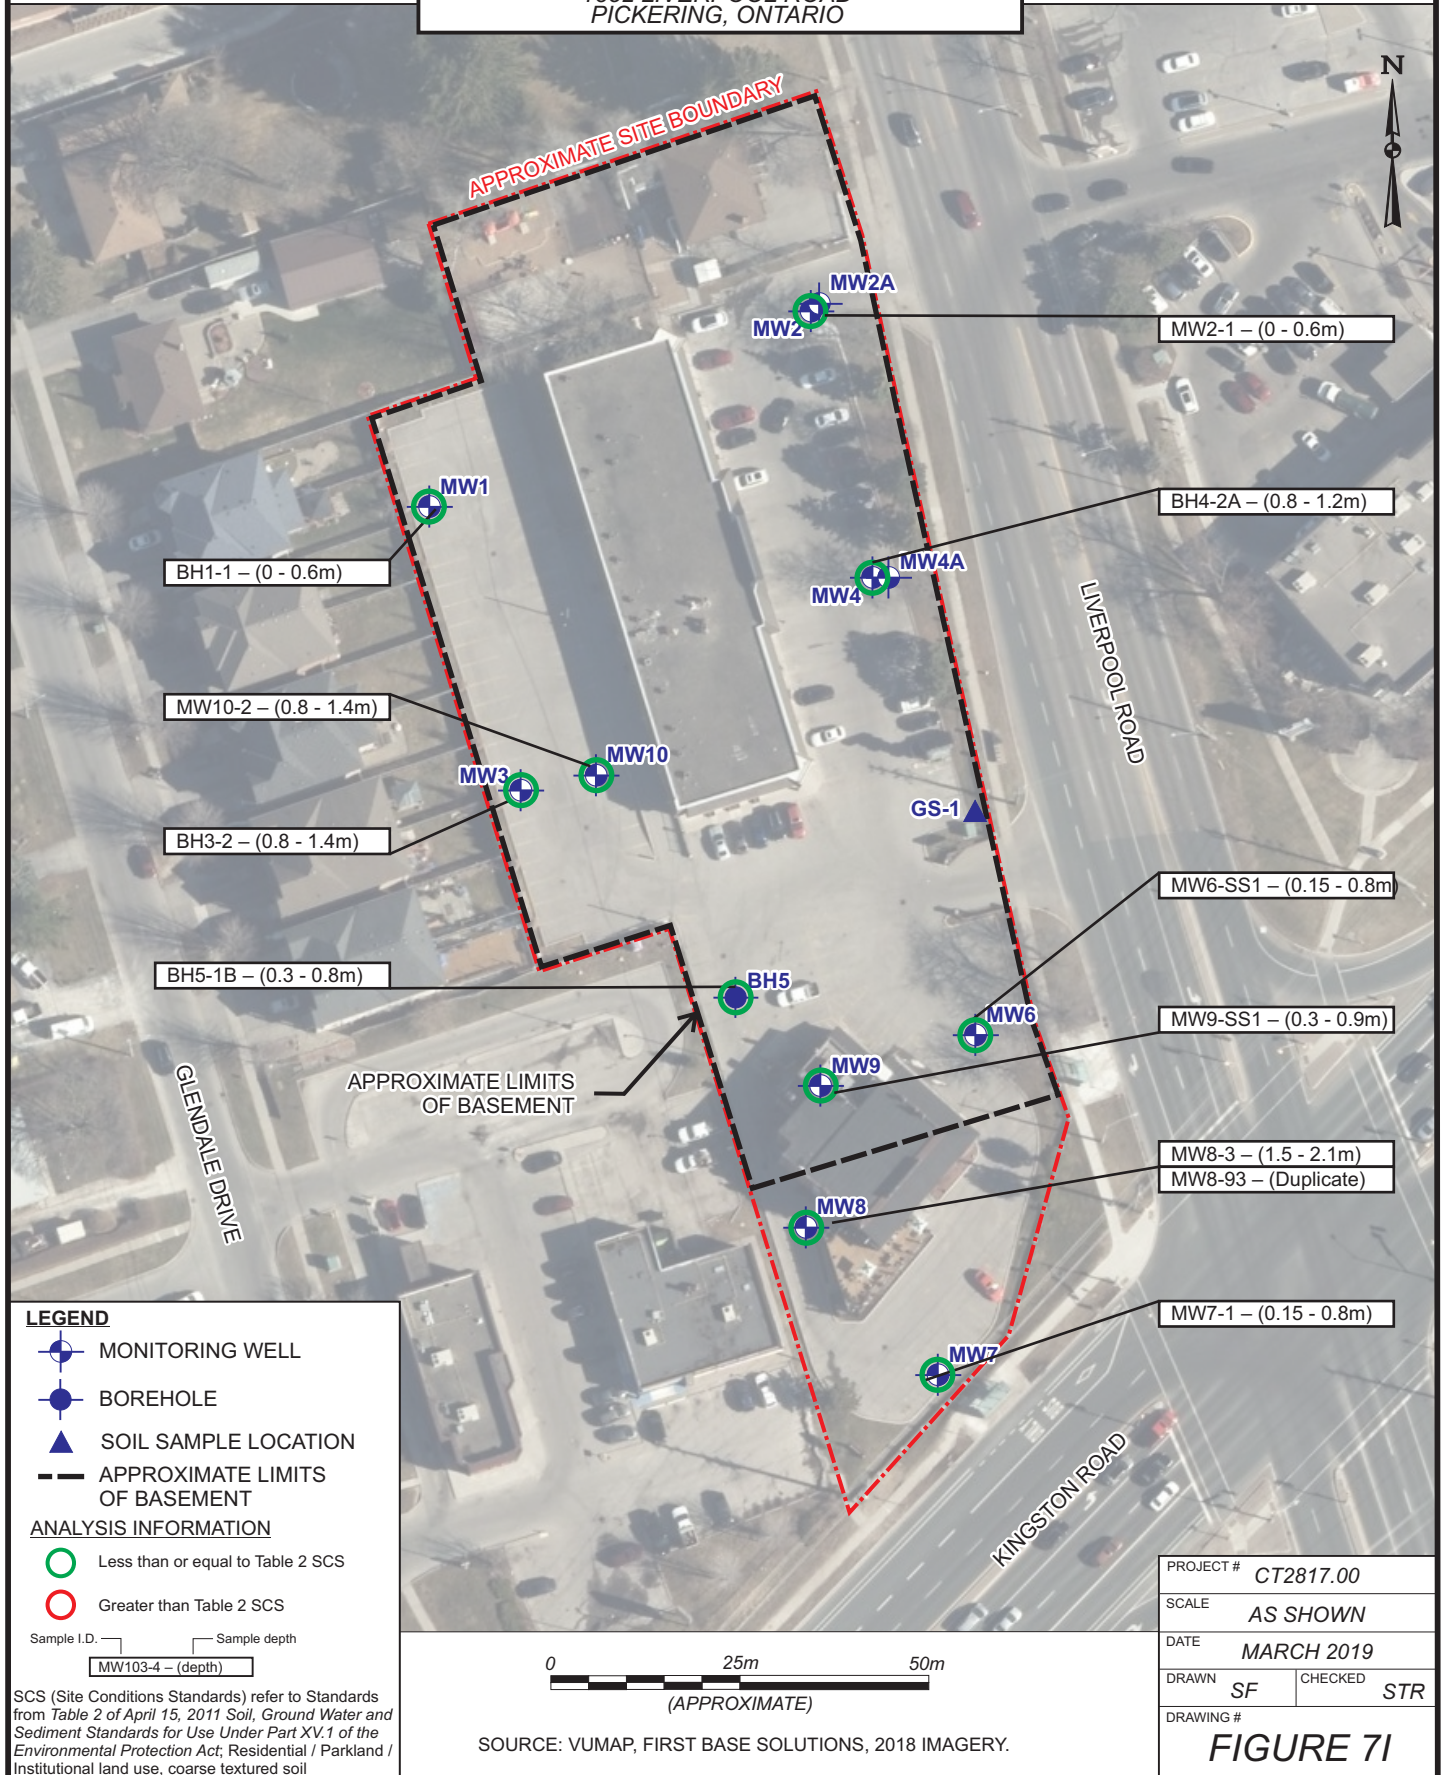 PICKERING, ONTARIO
N
APPROXIMATE SITE BOUNDARY
MW2A
MW2
MW2-1 – (0 - 0.6m)
MW1
BH4-2A – (0.8 - 1.2m)
BH1-1 – (0 - 0.6m)
MW4A
MW4
LIVERPOOL ROAD
MW10-2 – (0.8 - 1.4m)
MW10
MW3
GS-1
BH3-2 – (0.8 - 1.4m)
MW6-SS1 – (0.15 - 0.8m)
BH5-1B – (0.3 - 0.8m)
BH5
MW6
MW9-SS1 – (0.3 - 0.9m)
MW9
APPROXIMATE LIMITS
OF BASEMENT
GLENDALE DRIVE
MW8-3 – (1.5 - 2.1m)
MW8-93 – (Duplicate)
MW8
MW7-1 – (0.15 - 0.8m)
MW7
KINGSTON ROAD
LEGEND
MONITORING WELL
BOREHOLE
SOIL SAMPLE LOCATION
APPROXIMATE LIMITS
OF BASEMENT
ANALYSIS INFORMATION
Less than or equal to Table 2 SCS
Greater than Table 2 SCS
Sample I.D.
Sample depth
MW103-4 – (depth)
SCS (Site Conditions Standards) refer to Standards
from Table 2 of April 15, 2011 Soil, Ground Water and
Sediment Standards for Use Under Part XV.1 of the
Environmental Protection Act; Residential / Parkland /
Institutional land use, coarse textured soil
0 25m 50m
(APPROXIMATE)
SOURCE: VUMAP, FIRST BASE SOLUTIONS, 2018 IMAGERY.
PROJECT # CT2817.00
SCALE AS SHOWN
DATE MARCH 2019
DRAWN SF CHECKED STR
DRAWING #
FIGURE 7I